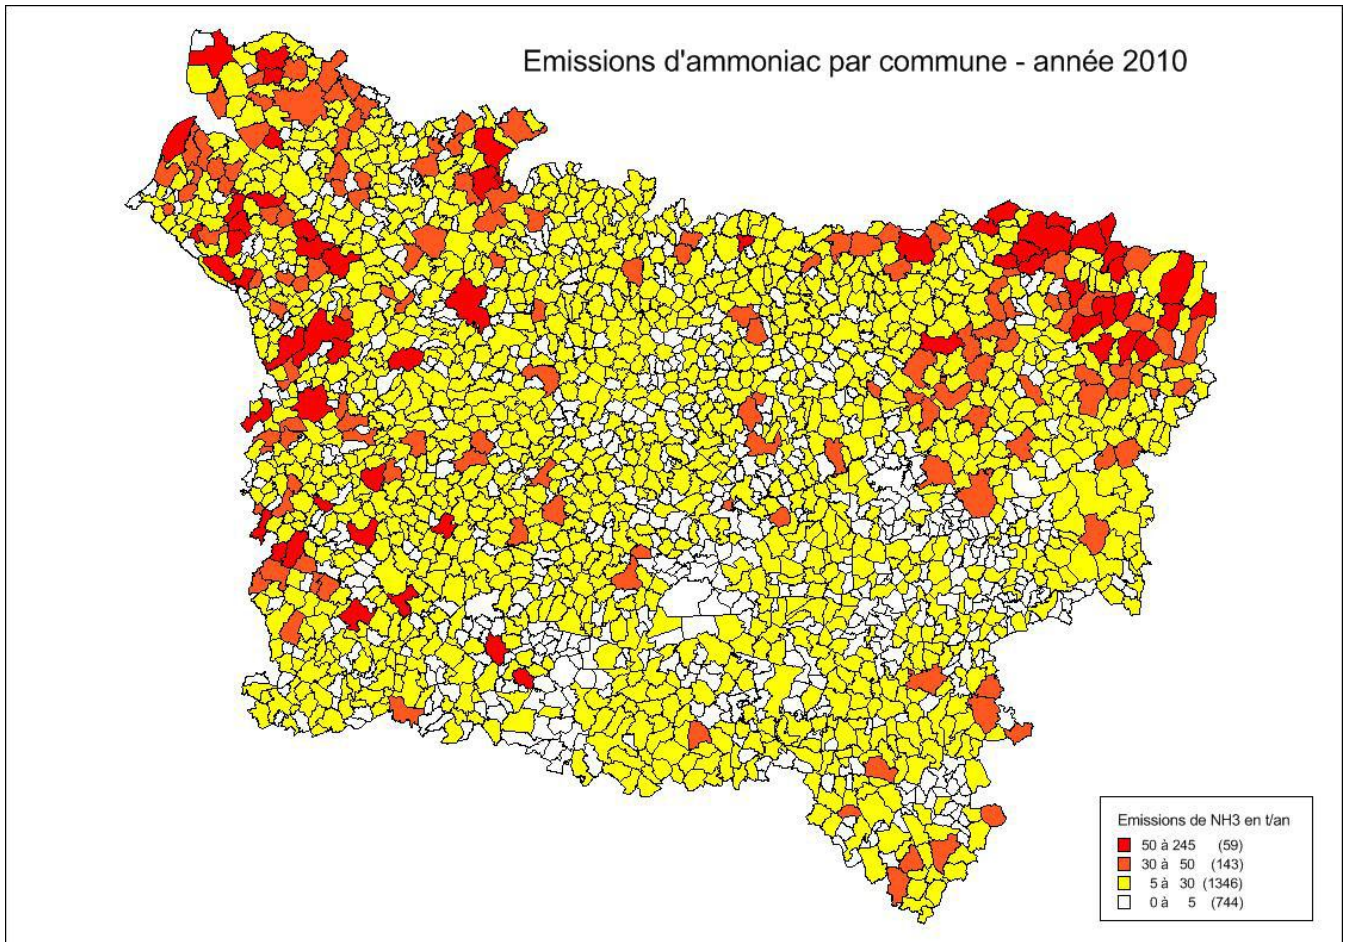 Emissions d'ammoniac par commune - année 2010
Emissions de NH3 en t/an
50 à 245 (59)
30 à 50 (143)
5 à 30 (1346)
0 à 5 (744)